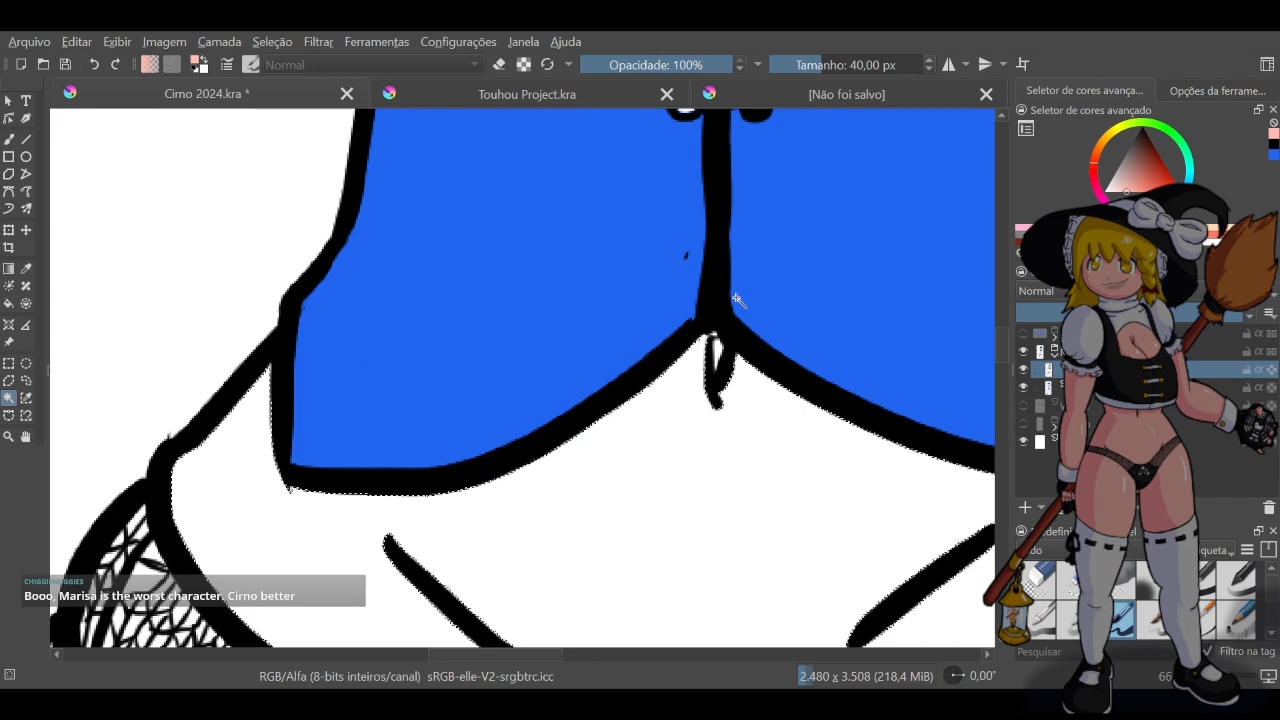 Arquivo Editar Exibir Imagem Camada Seleção Filtrar Ferramentas Configurações Janela Ajuda
Normal Opacidade: 100% Tamanho: 40,00 px
Cirno 2024.kra * Touhou Project.kra [Não foi salvo]
Seletor de cores avança... Opções da ferrame...
Seletor de cores avançado
Normal
CHIGGIENUGGIES
Booo, Marisa is the worst character. Cirno better
Pesquisar Filtro na tag
RGB/Alfa (8-bits inteiros/canal) sRGB-elle-V2-srgbtrc.icc 2.480 x 3.508 (218,4 MiB) 0,00°